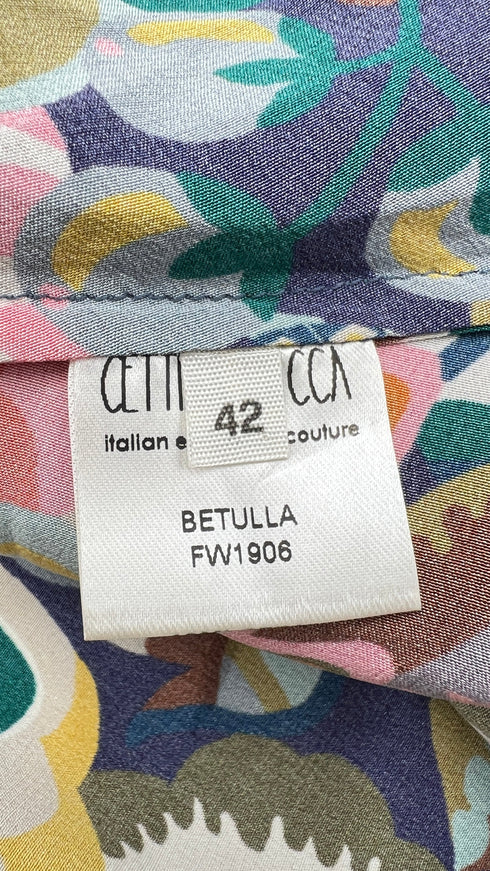 42
italian couture
BETULLA
FW1906